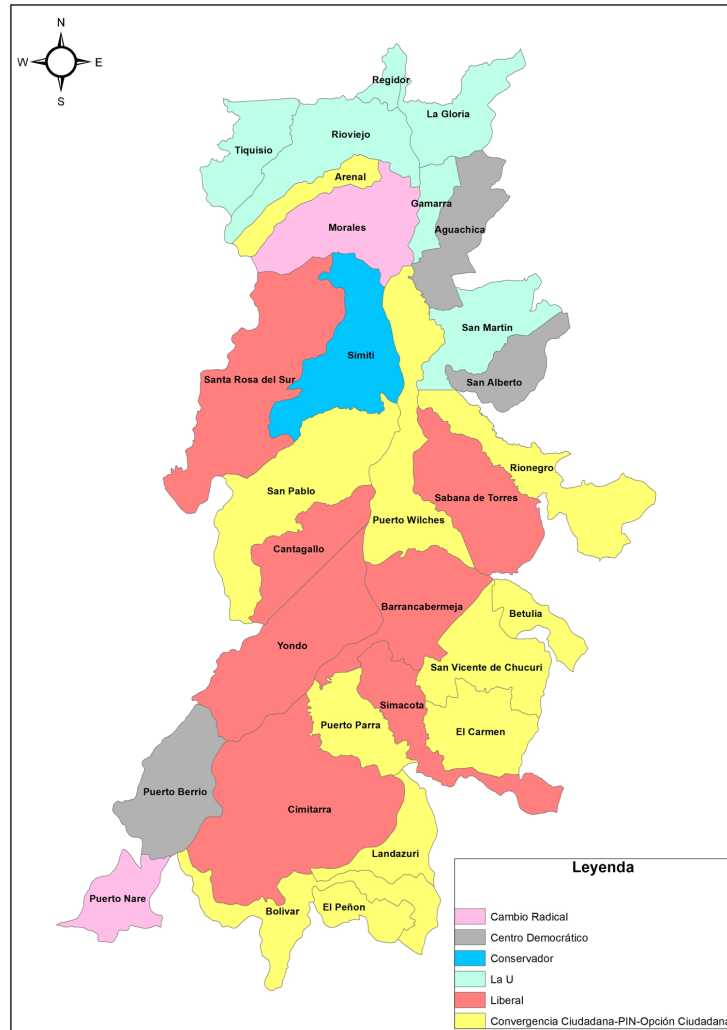 N
W E
S
Regidor
La Gloria
Rioviejo
Tiquisio
Arenal
Gamarra
Morales
Aguachica
San Martin
Simiti
Santa Rosa del Sur
San Alberto
Rionegro
San Pablo
Sabana de Torres
Puerto Wilches
Cantagallo
Barrancabermeja
Betulia
Yondo
San Vicente de Chucuri
Simacota
Puerto Parra
El Carmen
Puerto Berrio
Cimitarra
Landazuri
Puerto Nare
El Peñon
Bolivar
Leyenda
Cambio Radical
Centro Democrático
Conservador
La U
Liberal
Convergencia Ciudadana-PIN-Opción Ciudadana